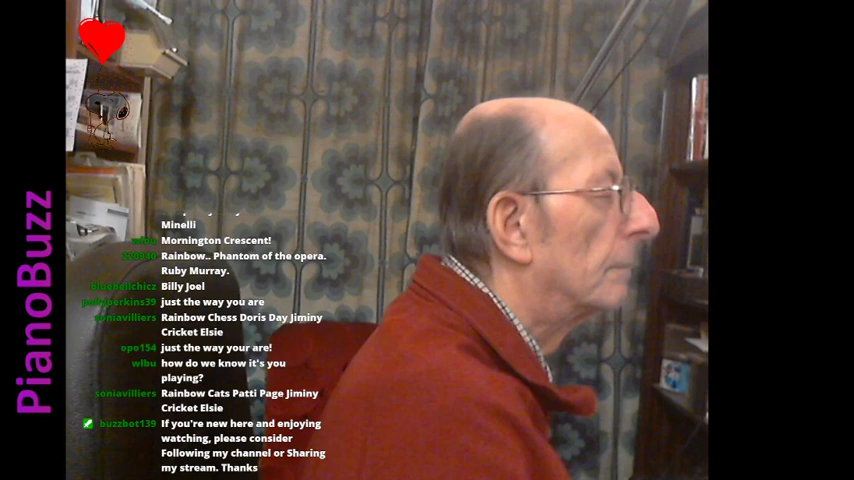 PianoBuzz
Minelli
Mornington Crescent!
Rainbow.. Phantom of the opera.
Ruby Murray.
bluebellchicz Billy Joel
pollyperkins39 just the way you are
soniavilliers Rainbow Chess Doris Day Jiminy
Cricket Elsie
opo154 just the way your are!
wlbu how do we know it's you
playing?
soniavilliers Rainbow Cats Patti Page Jiminy
Cricket Elsie
buzzbot139 If you're new here and enjoying
watching, please consider
Following my channel or Sharing
my stream. Thanks